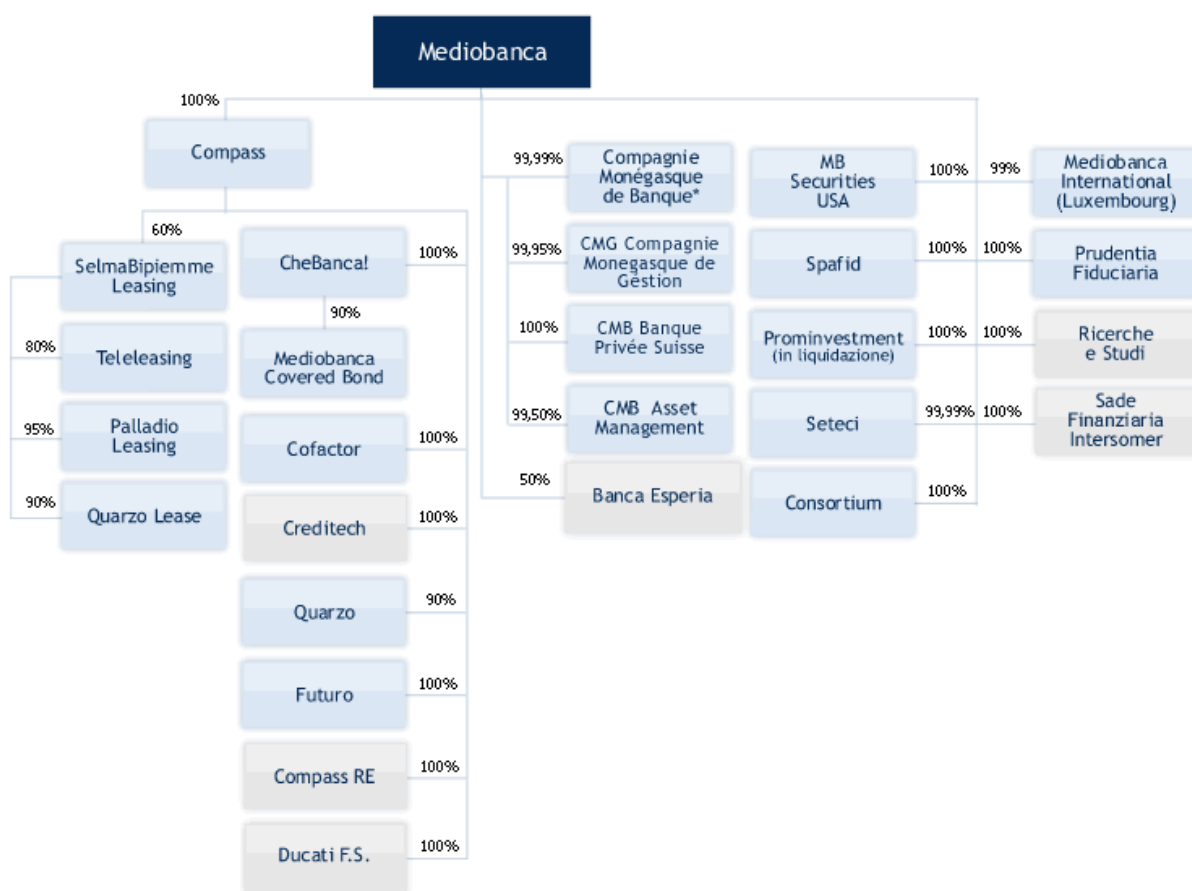 Mediobanca
100%
Compass
60%
SelmaBipiemme
Leasing
80%
Teleleasing
95%
Palladio
Leasing
90%
Quarzo Lease
CheBanca!
100%
90%
Mediobanca
Covered Bond
Cofactor
100%
Creditech
100%
Quarzo
90%
Futuro
100%
Compass RE
100%
Ducati F.S.
100%
99,99%
Compagnie
Monégasque
de Banque*
99,95%
CMG Compagnie
Monegasque de
Géstion
100%
CMB Banque
Privée Suisse
99,50%
CMB Asset
Management
50%
Banca Esperia
MB
Securities
USA
100%
Spafid
100%
Prominvestment
(in liquidazione)
100%
Seteci
99,99%
Consortium
100%
99%
Mediobanca
International
(Luxembourg)
100%
Prudentia
Fiduciaria
100%
Ricerche
e Studi
100%
Sade
Finanziaria
Intersomer